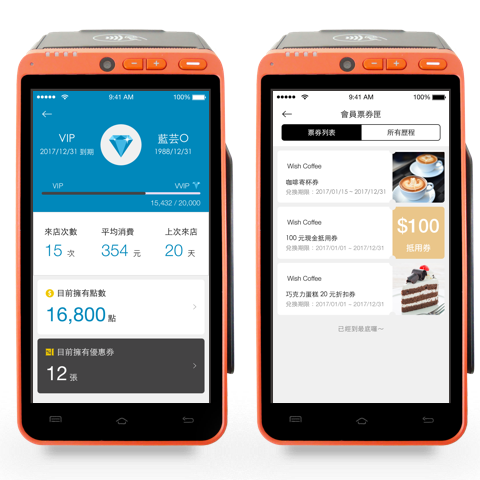 9:41 AM
100%
VIP
2017/12/31 到期
藍芸O
1988/12/31
VIP
VVIP
15,432 / 20,000
來店次數
15 次
平均消費
354 元
上次來店
20 天
目前擁有點數
16,800 點
目前擁有優惠券
12 張
9:41 AM
100%
會員票券匣
票券列表
所有歷程
Wish Coffee
咖啡寄杯券
兌換期限：2017/01/15 ~ 2017/12/31
Wish Coffee
100 元現金抵用券
兌換期限：2017/01/01 ~ 2017/12/31
$100
抵用券
Wish Coffee
巧克力蛋糕 20 元折扣券
兌換期限：2017/01/01 ~ 2017/12/31
已經到最底囉~